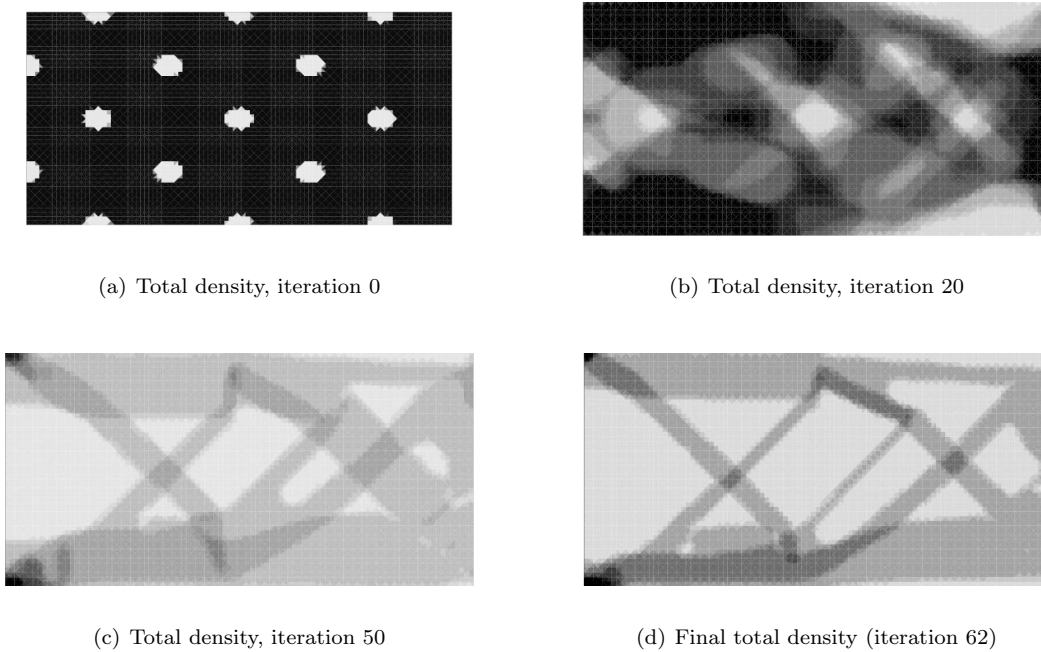 (a) Total density, iteration 0
(b) Total density, iteration 20
(c) Total density, iteration 50
(d) Final total density (iteration 62)